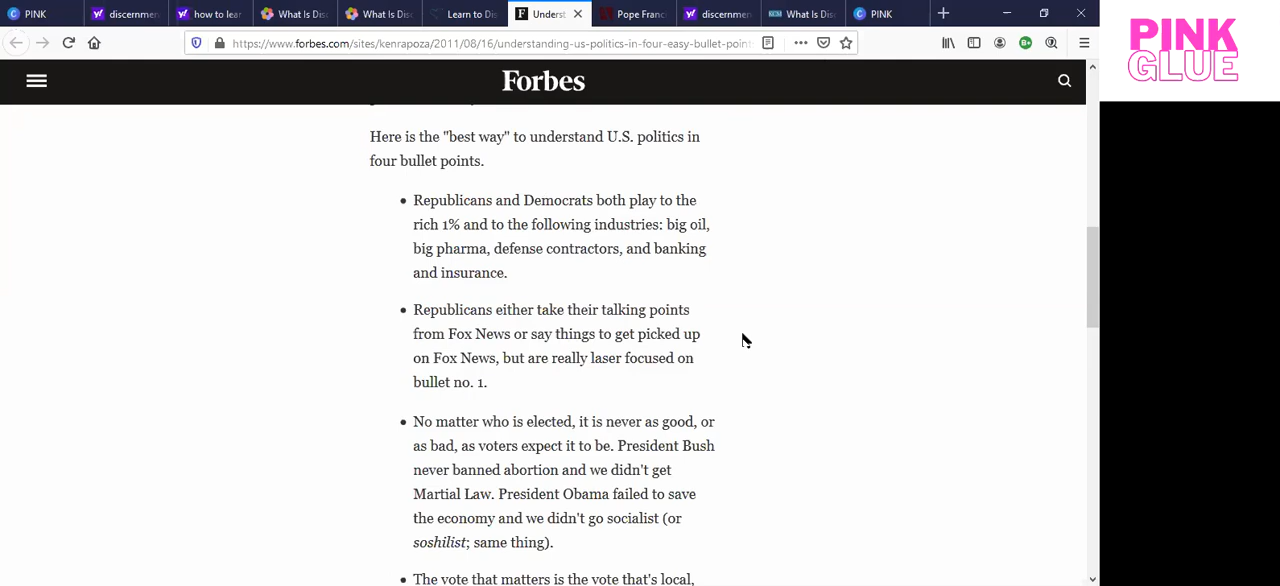 PINK
discernmen
how to lear
What Is Disc
What Is Disc
Learn to Dis
Underst
Pope Franc
discernmen
What Is Disc
PINK
https://www.forbes.com/sites/kenrapoza/2011/08/16/understanding-us-politics-in-four-easy-bullet-point
PINK
GLUE
Forbes
Here is the "best way" to understand U.S. politics in
four bullet points.
• Republicans and Democrats both play to the
rich 1% and to the following industries: big oil,
big pharma, defense contractors, and banking
and insurance.
• Republicans either take their talking points
from Fox News or say things to get picked up
on Fox News, but are really laser focused on
bullet no. 1.
• No matter who is elected, it is never as good, or
as bad, as voters expect it to be. President Bush
never banned abortion and we didn't get
Martial Law. President Obama failed to save
the economy and we didn't go socialist (or
soshilist; same thing).
• The vote that matters is the vote that's local,